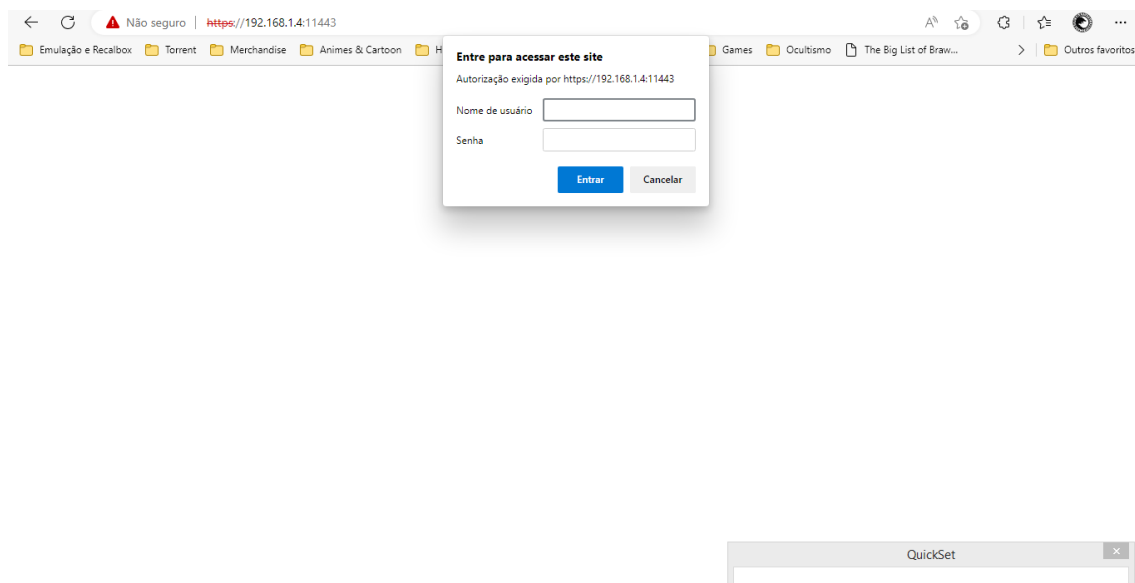 Não seguro | https://192.168.1.4:11443
Emulação e Recalbox Torrent Merchandise Animes & Cartoon H Games Ocultismo The Big List of Braw... Outros favoritos
Entre para acessar este site
Autorização exigida por https://192.168.1.4:11443
Nome de usuário
Senha
Entrar Cancelar
QuickSet